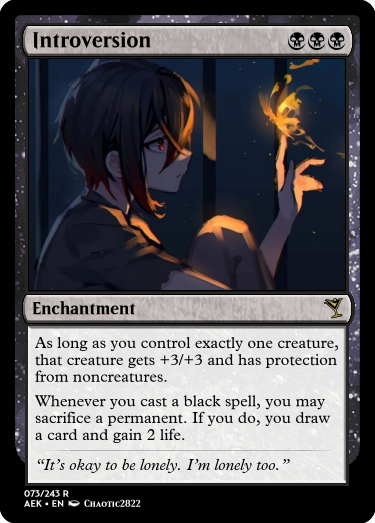 Introversion
Enchantment
As long as you control exactly one creature,
that creature gets +3/+3 and has protection
from noncreatures.
Whenever you cast a black spell, you may
sacrifice a permanent. If you do, you draw
a card and gain 2 life.
“It’s okay to be lonely. I’m lonely too.”
073/243 R
AEK • EN Chaotic2822